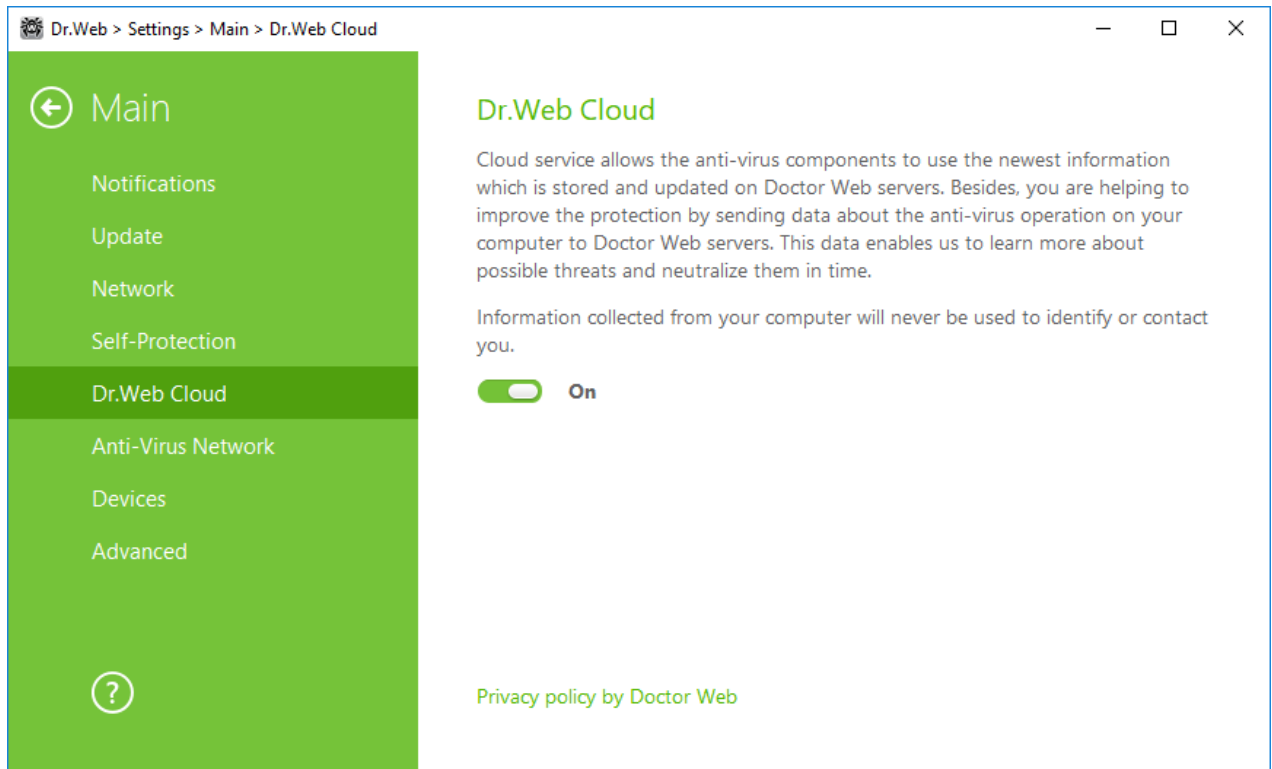 Dr.Web > Settings > Main > Dr.Web Cloud
Main
Notifications
Update
Network
Self-Protection
Dr.Web Cloud
Anti-Virus Network
Devices
Advanced
?
Dr.Web Cloud
Cloud service allows the anti-virus components to use the newest information
which is stored and updated on Doctor Web servers. Besides, you are helping to
improve the protection by sending data about the anti-virus operation on your
computer to Doctor Web servers. This data enables us to learn more about
possible threats and neutralize them in time.
Information collected from your computer will never be used to identify or contact
you.
On
Privacy policy by Doctor Web